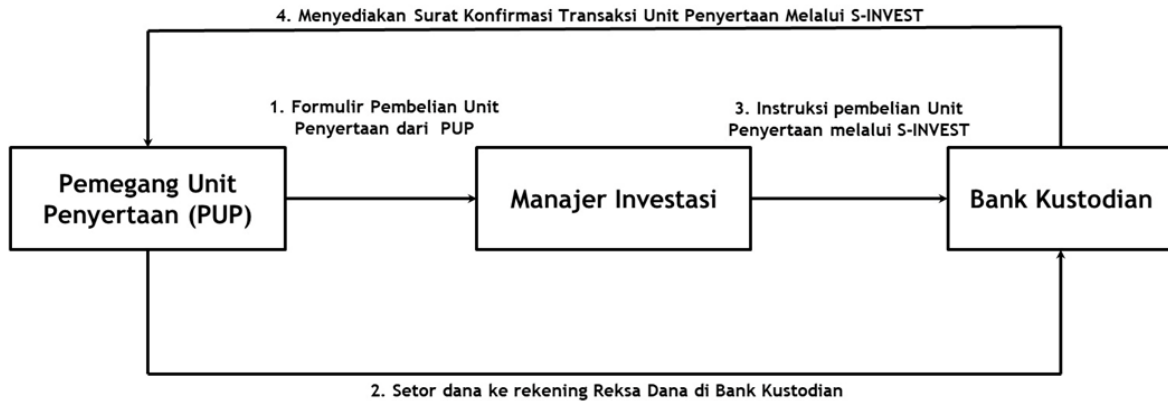 4. Menyediakan Surat Konfirmasi Transaksi Unit Penyertaan Melalui S-INVEST
1. Formulir Pembelian Unit
Penyertaan dari PUP
3. Instruksi pembelian Unit
Penyertaan melalui S-INVEST
Pemegang Unit
Penyertaan (PUP)
Manajer Investasi
Bank Kustodian
2. Setor dana ke rekening Reksa Dana di Bank Kustodian